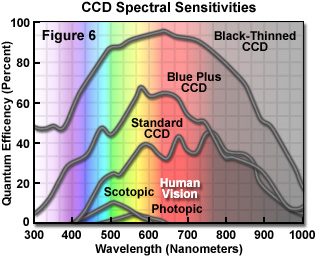 CCD Spectral Sensitivities
Figure 6
Black-Thinned
CCD
Blue Plus
CCD
Standard
CCD
Scotopic
Human
Vision
Photopic
Quantum Efficency (Percent)
100
80
60
40
20
0
300 400 500 600 700 800 900 1000
Wavelength (Nanometers)